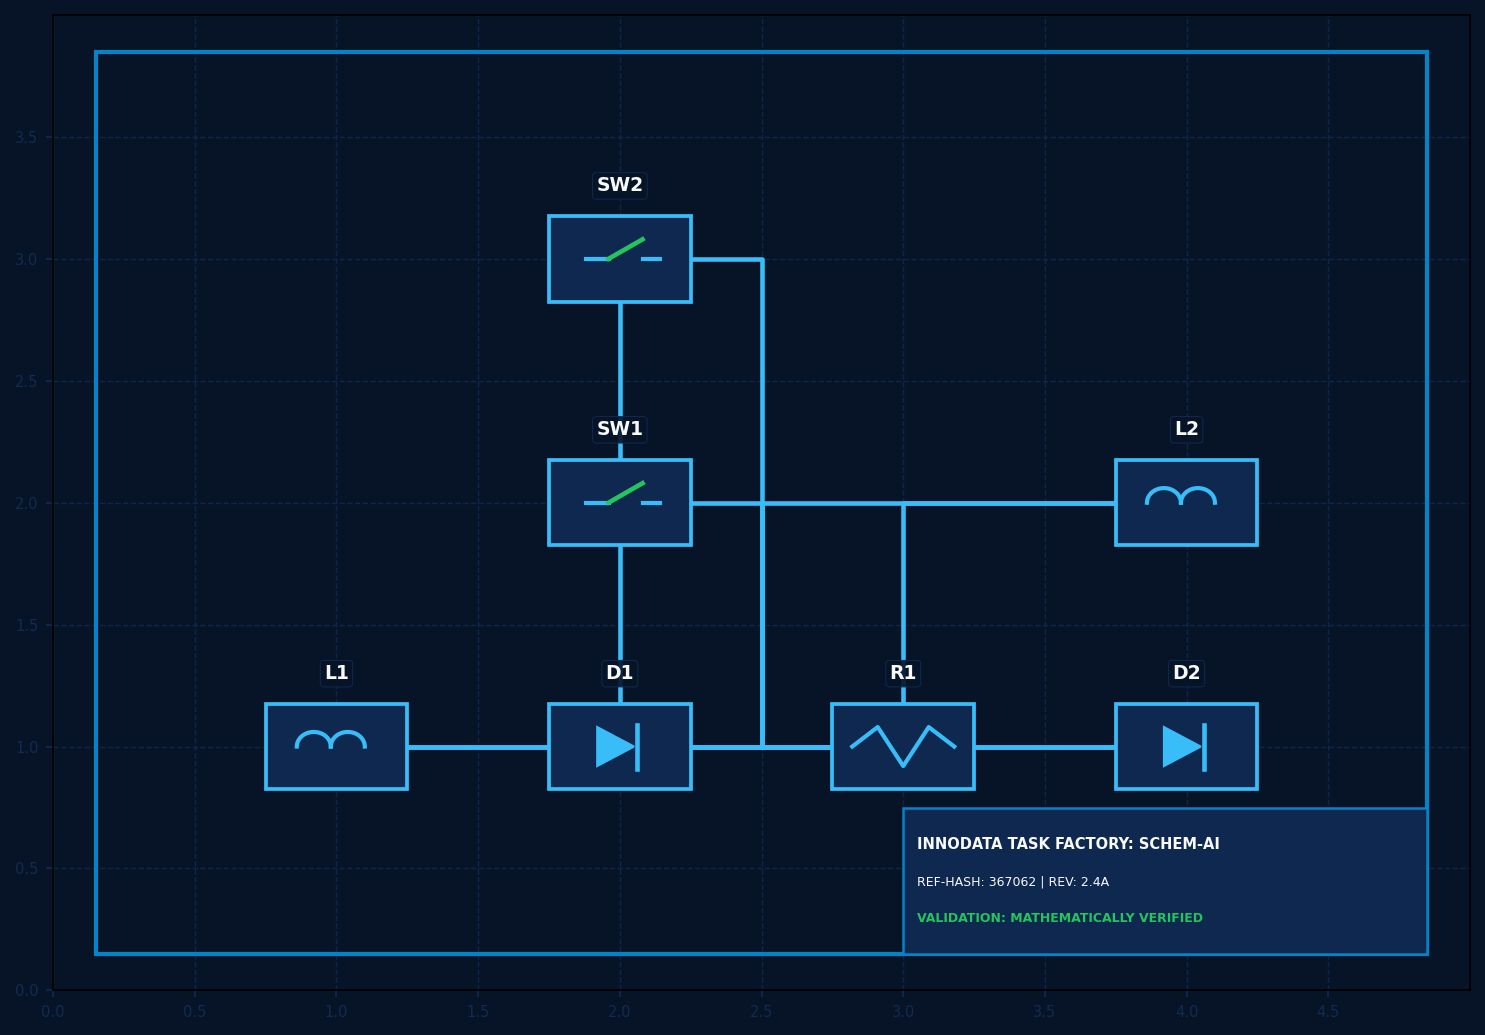 3.5
SW2
3.0
2.5
SW1
L2
2.0
1.5
L1
D1
R1
D2
1.0
INNODATA TASK FACTORY: SCHEM-AI
0.5
REF-HASH: 367062 | REV: 2.4A
VALIDATION: MATHEMATICALLY VERIFIED
0.0
0.0 0.5 1.0 1.5 2.0 2.5 3.0 3.5 4.0 4.5